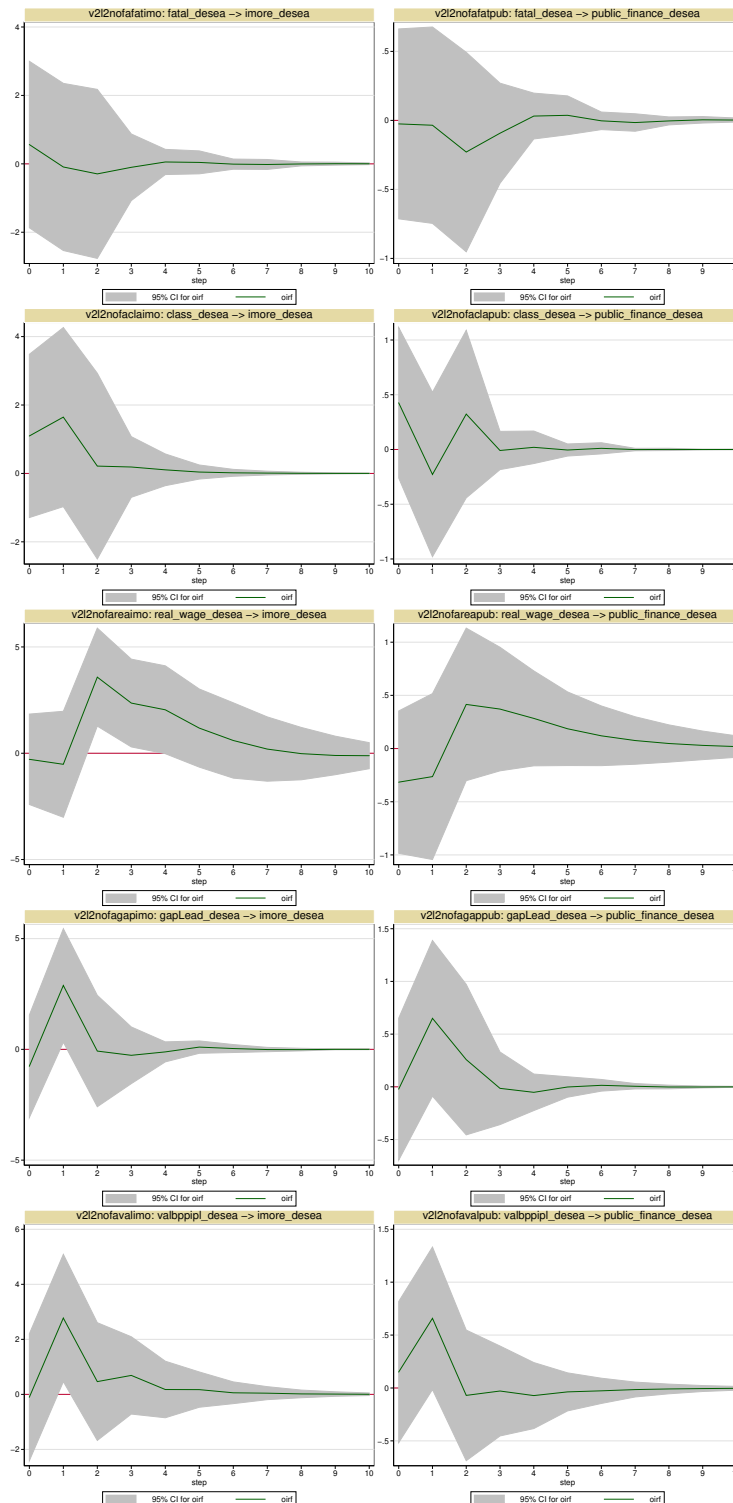 v2l2nofafatimo: fatal_desea −> imore_desea
4
2
0
−2
0 1 2 3 4 5 6 7 8 9 10
step
95% CI for oirf oirf
v2l2nofafatpub: fatal_desea −> public_finance_desea
.5
0
−.5
−1
0 1 2 3 4 5 6 7 8 9
step
95% CI for oirf oirf
v2l2nofaclaimo: class_desea −> imore_desea
4
2
0
−2
0 1 2 3 4 5 6 7 8 9 10
step
95% CI for oirf oirf
v2l2nofaclapub: class_desea −> public_finance_desea
1
.5
0
−.5
−1
0 1 2 3 4 5 6 7 8 9
step
95% CI for oirf oirf
v2l2nofareaimo: real_wage_desea −> imore_desea
5
0
−5
0 1 2 3 4 5 6 7 8 9 10
step
95% CI for oirf oirf
v2l2nofareapub: real_wage_desea −> public_finance_desea
1
.5
0
−.5
−1
0 1 2 3 4 5 6 7 8 9
step
95% CI for oirf oirf
v2l2nofagapimo: gapLead_desea −> imore_desea
5
0
−5
0 1 2 3 4 5 6 7 8 9 10
step
95% CI for oirf oirf
v2l2nofagappub: gapLead_desea −> public_finance_desea
1.5
1
.5
0
−.5
0 1 2 3 4 5 6 7 8 9
step
95% CI for oirf oirf
v2l2nofavalimo: valbppipl_desea −> imore_desea
6
4
2
0
−2
0 1 2 3 4 5 6 7 8 9 10
step
95% CI for oirf oirf
v2l2nofavalpub: valbppipl_desea −> public_finance_desea
1.5
1
.5
0
−.5
0 1 2 3 4 5 6 7 8 9
step
95% CI for oirf oirf